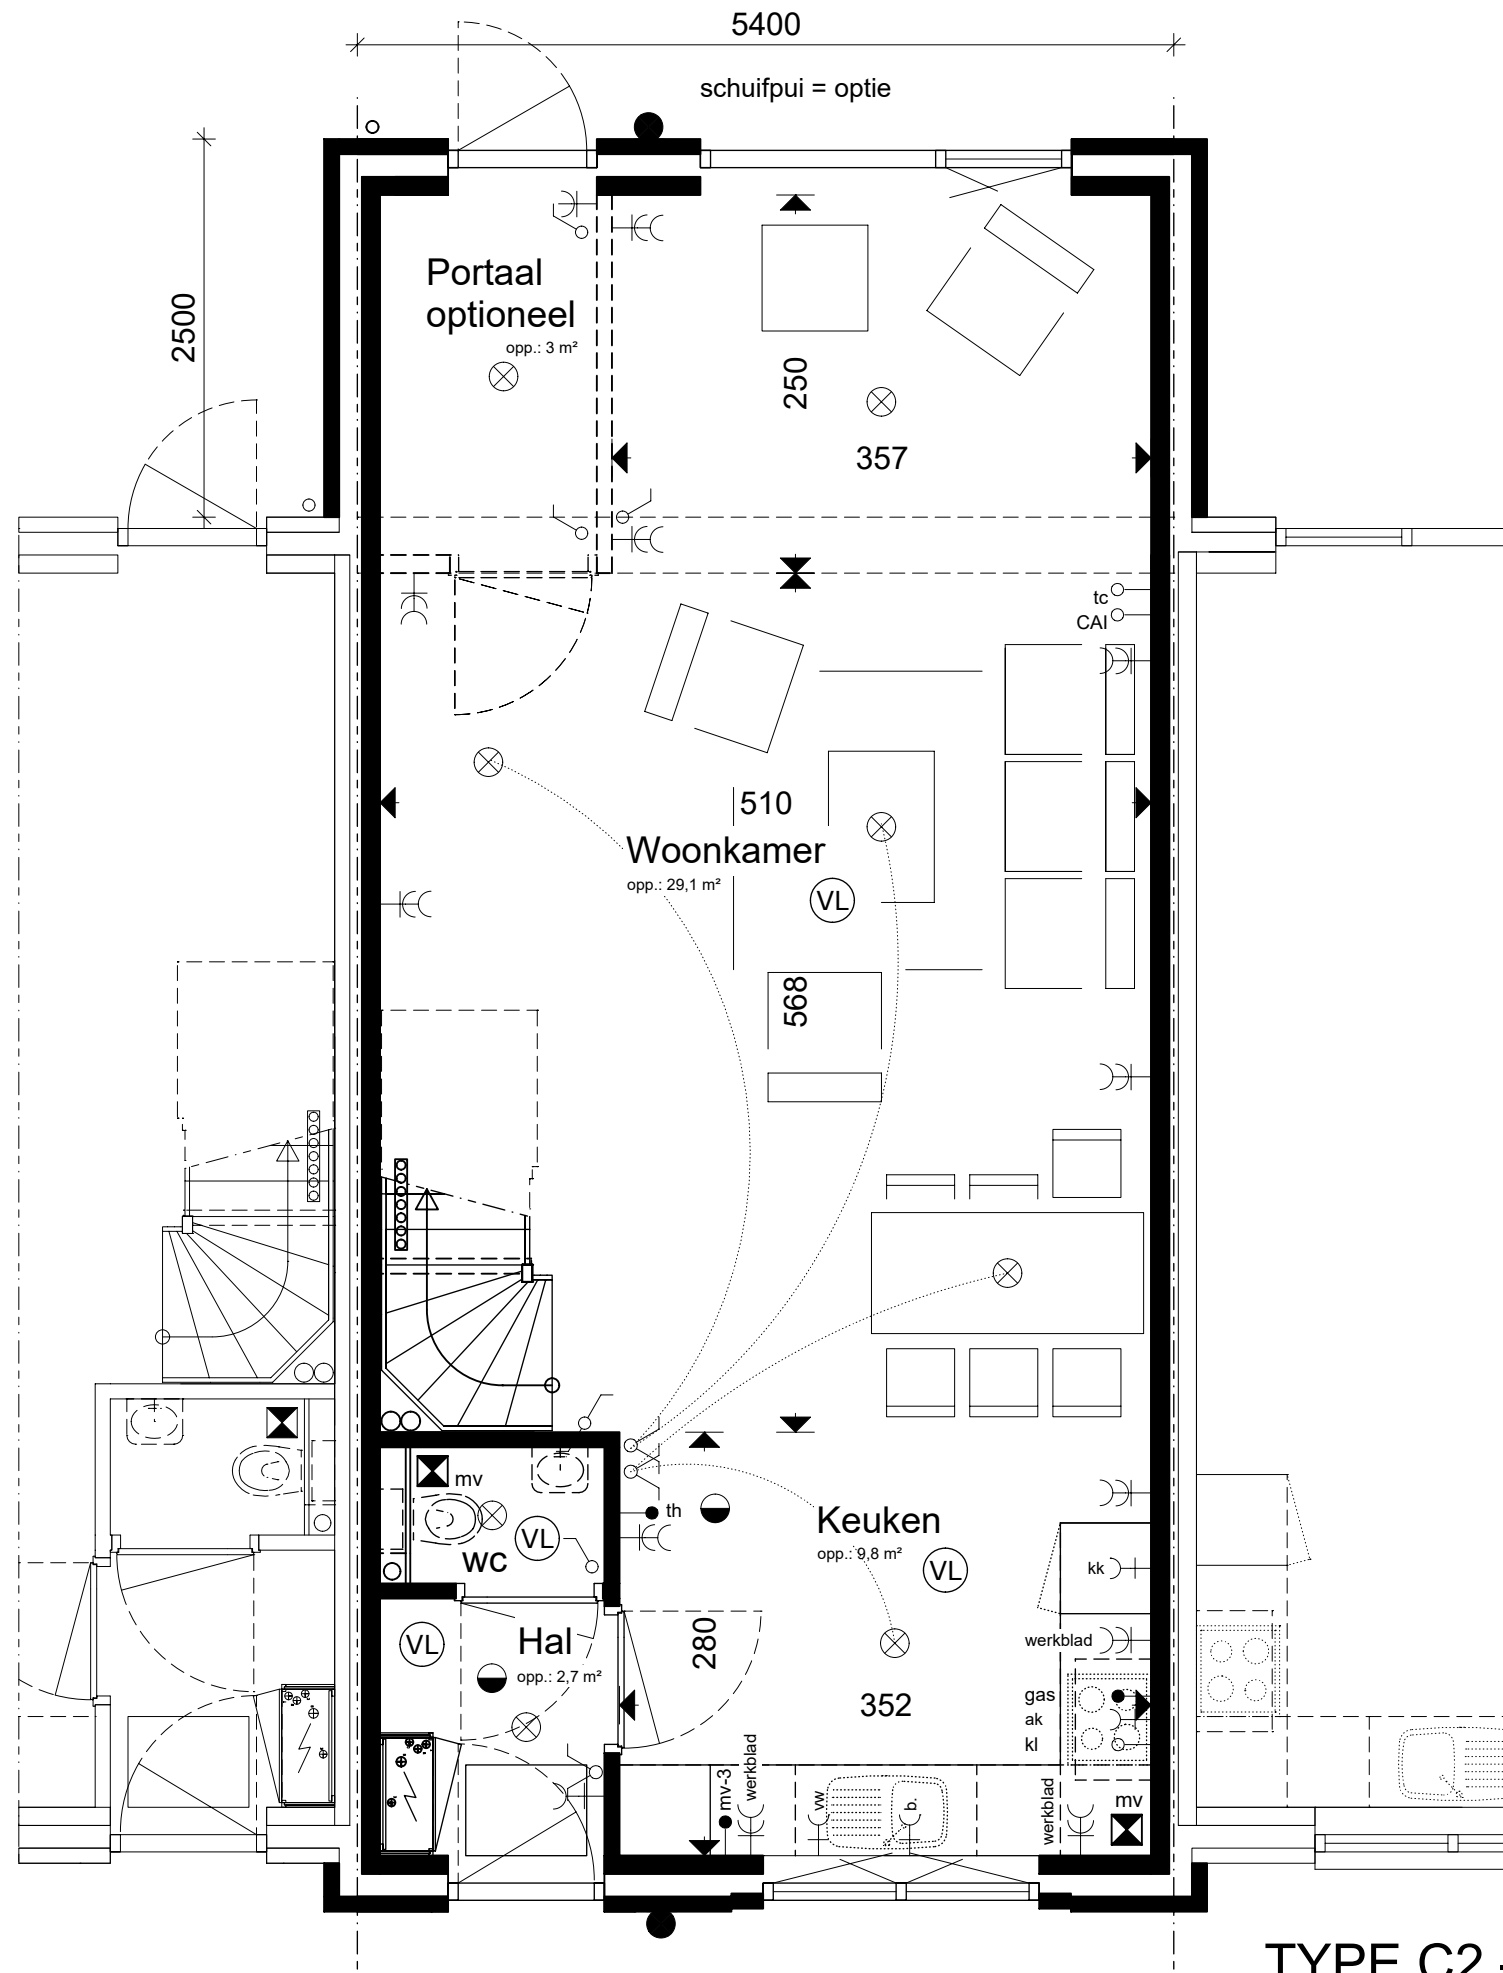 5400
schuifpui = optie
2500
Portaal
optioneel
opp.: 3 m²
250
357
tc
CAI
510
Woonkamer
opp.: 29,1 m²
VL
568
mv
WC
VL
th
Keuken
opp.: 9,8 m²
VL
kk
VL
Hal
opp.: 2,7 m²
280
werkblad
352
gas
ak
kl
mv-3
werkblad
vw
b.
werkblad
mv
TYPE C2